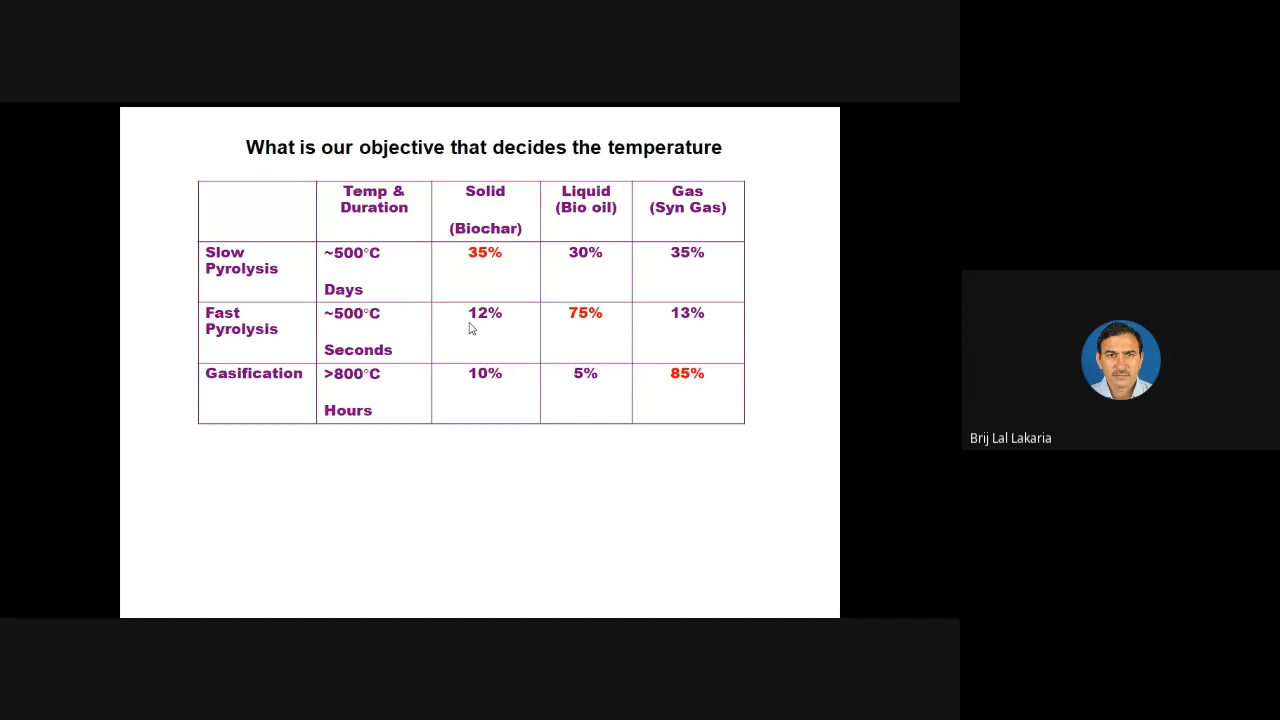 What is our objective that decides the temperature
Temp & Duration Solid (Biochar) Liquid (Bio oil) Gas (Syn Gas)
Slow Pyrolysis ~500°C Days 35% 30% 35%
Fast Pyrolysis ~500°C Seconds 12% 75% 13%
Gasification >800°C Hours 10% 5% 85%
Brij Lal Lakaria